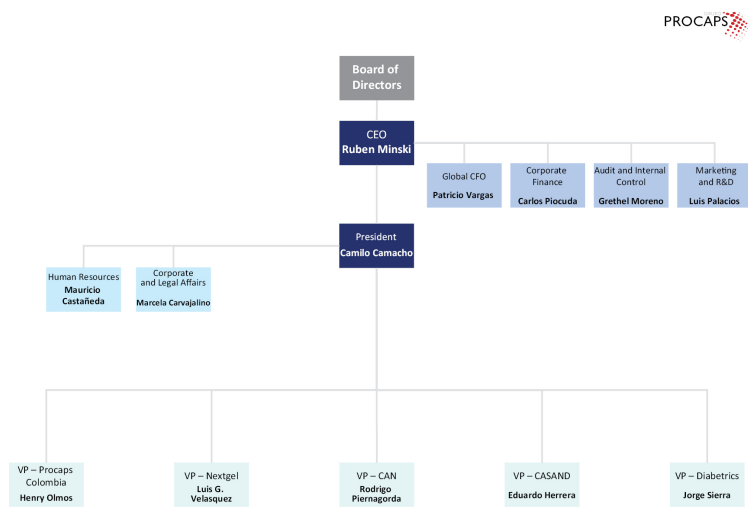 PROCAPS
Board of
Directors
CEO
Ruben Minski
Global CFO
Patricio Vargas
Corporate
Finance
Carlos Piocuda
Audit and Internal
Control
Grethel Moreno
Marketing
and R&D
Luis Palacios
President
Camilo Camacho
Human Resources
Mauricio
Castañeda
Corporate
and Legal Affairs
Marcela Carvajalino
VP – Procaps
Colombia
Henry Olmos
VP – Nextgel
Luis G.
Velasquez
VP – CAN
Rodrigo
Piernagorda
VP – CASAND
Eduardo Herrera
VP – Diabetrics
Jorge Sierra